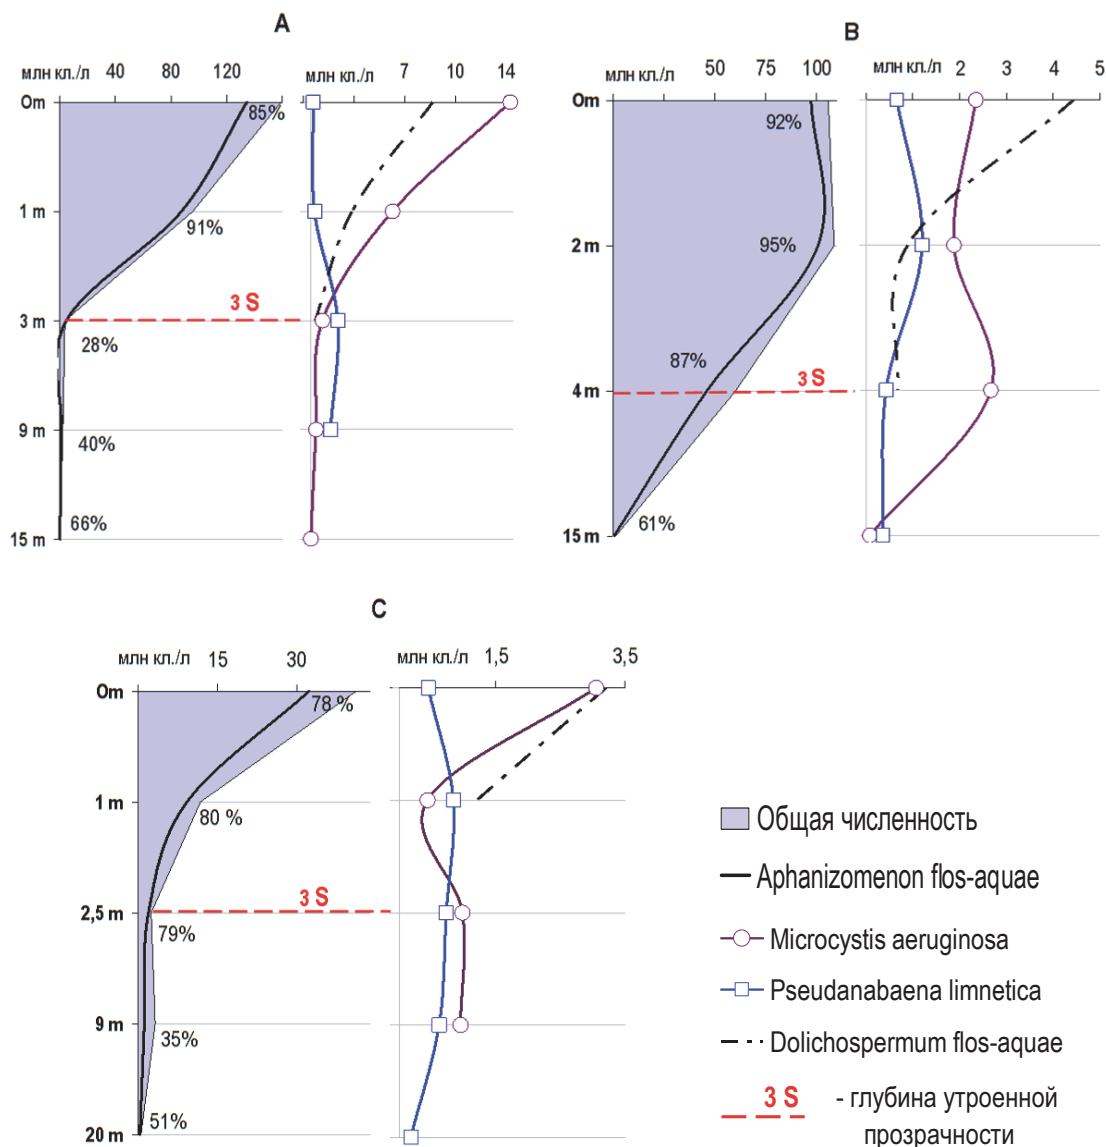 A
млн кл./л 40 80 120
млн кл./л 7 10 14
0m
85%
1 m
91%
3 S
3 m
28%
9 m
40%
66%
15 m
B
млн кл./л 50 75 100
млн кл./л 2 3 4 5
0m
92%
2 m
95%
87%
3 S
4 m
61%
15 m
C
млн кл./л 15 30
млн кл./л 1,5 3,5
0m
78 %
1 m
80 %
3 S
2,5 m
79%
9 m
35%
51%
20 m
Общая численность
Aphanizomenon flos-aquae
Microcystis aeruginosa
Pseudanabaena limnetica
Dolichospermum flos-aquae
3 S - глубина утроенной
прозрачности